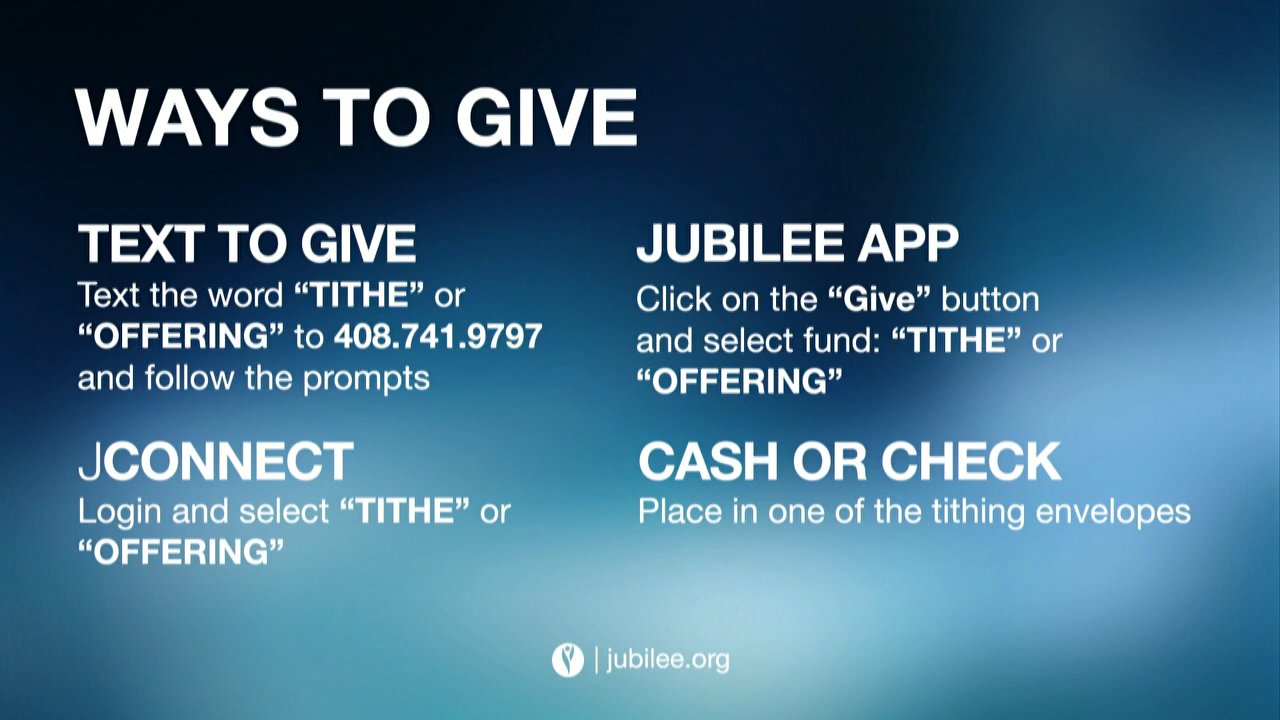 WAYS TO GIVE
TEXT TO GIVE
Text the word “TITHE” or
“OFFERING” to 408.741.9797
and follow the prompts
JUBILEE APP
Click on the “Give” button
and select fund: “TITHE” or
“OFFERING”
JCONNECT
Login and select “TITHE” or
“OFFERING”
CASH OR CHECK
Place in one of the tithing envelopes
| jubilee.org